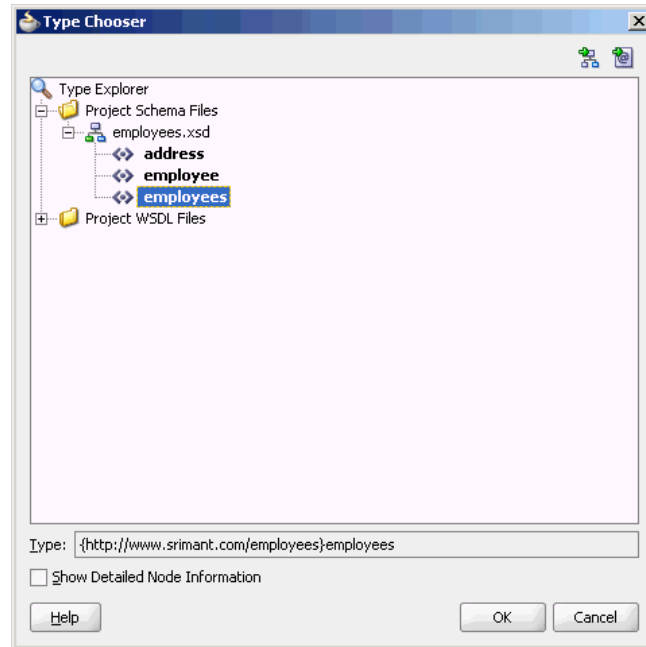 Type Chooser
Type Explorer
Project Schema Files
employees.xsd
address
employee
employees
Project WSDL Files
Type: {http://www.srimant.com/employees}employees
Show Detailed Node Information
Help OK Cancel